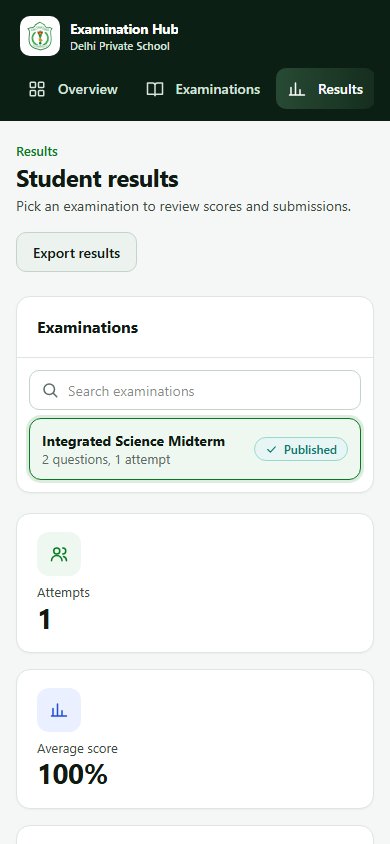 Examination Hub
Delhi Private School
Overview
Examinations
Results
Results
Student results
Pick an examination to review scores and submissions.
Export results
Examinations
Search examinations
Integrated Science Midterm
2 questions, 1 attempt
Published
Attempts
1
Average score
100%